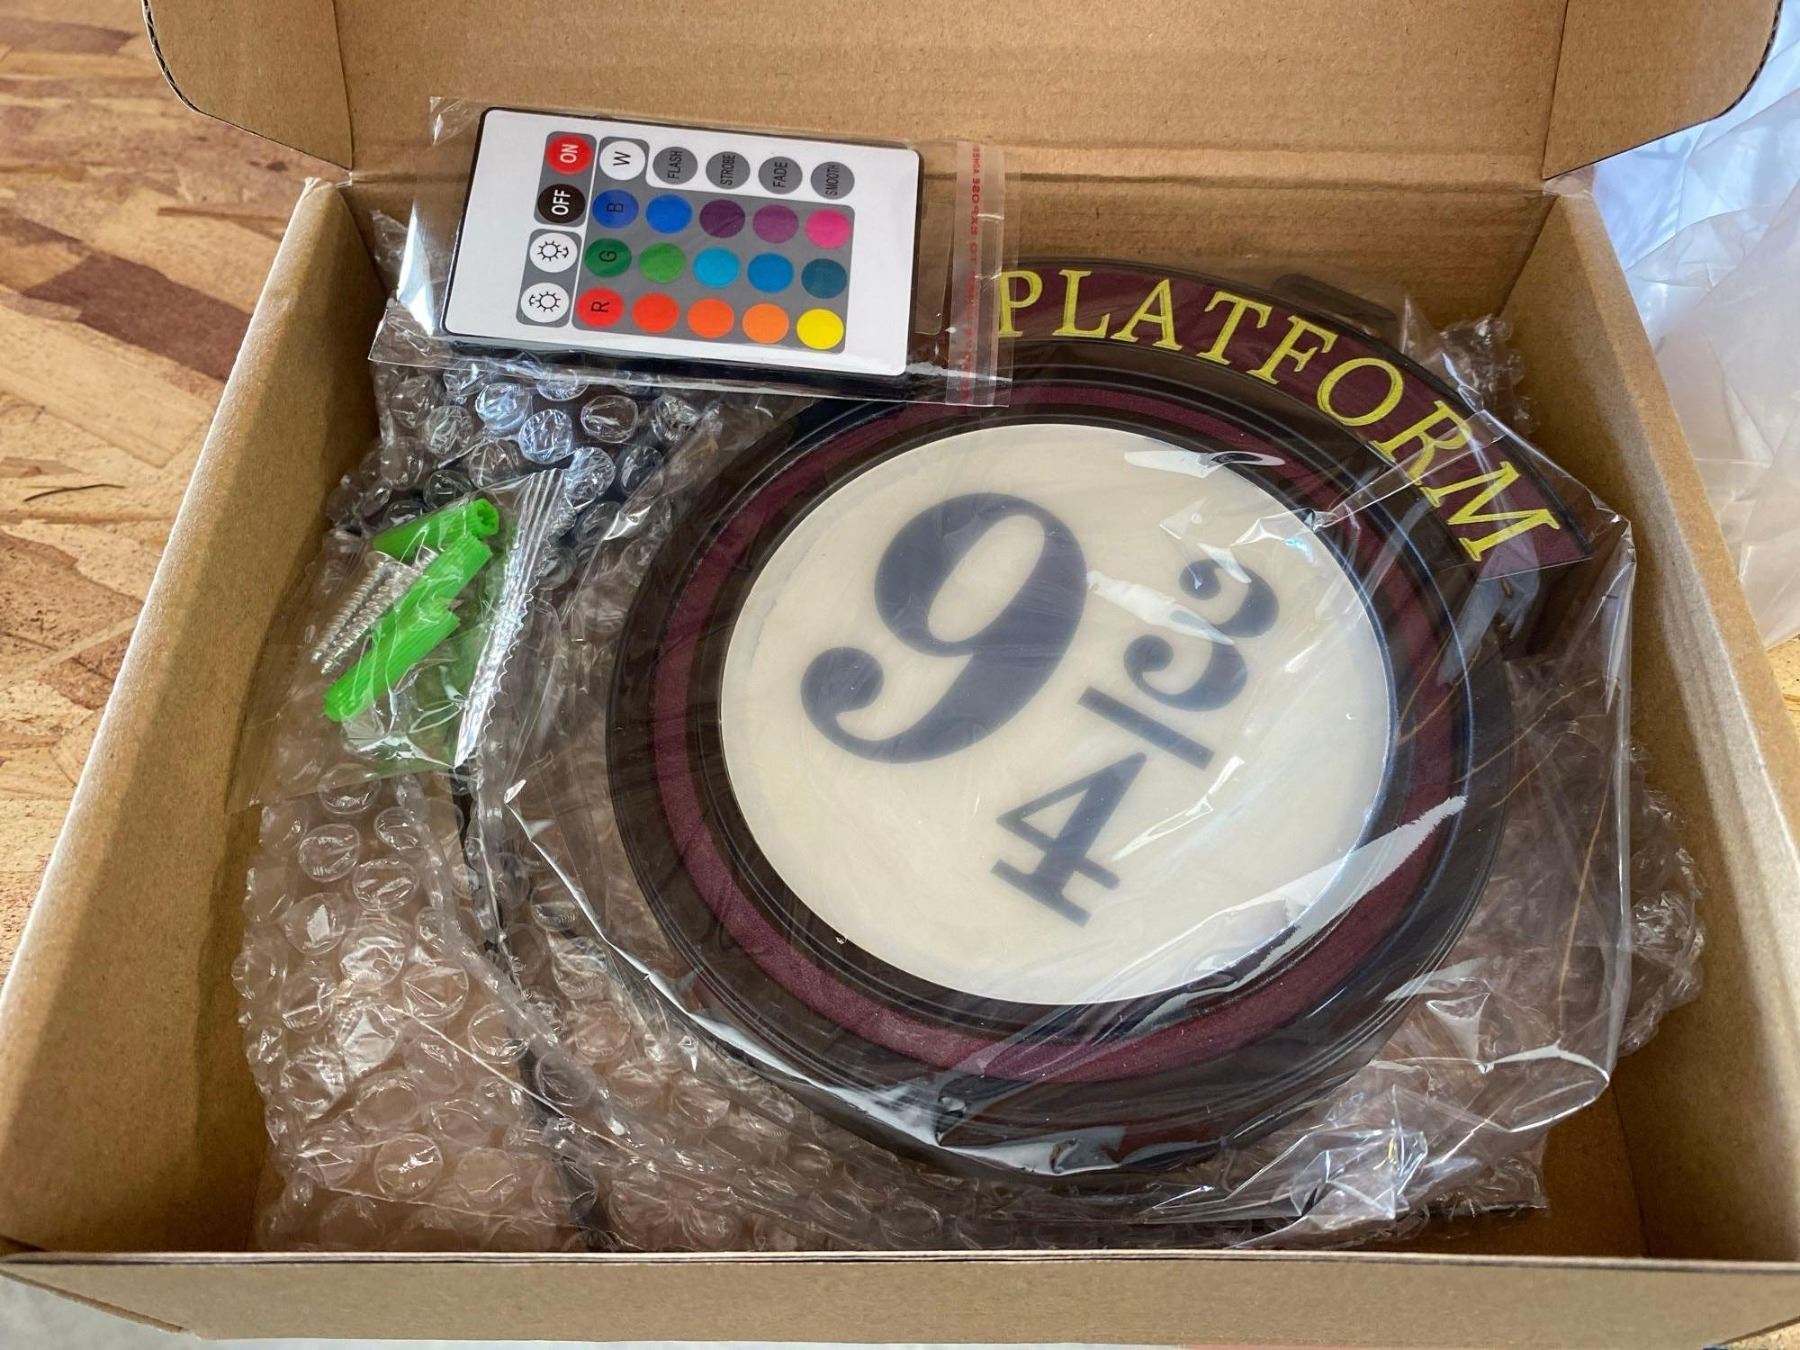 ON W FLASH STROBE FADE SMOOTH
OFF B
G
R
PLATFORM
9 3/4